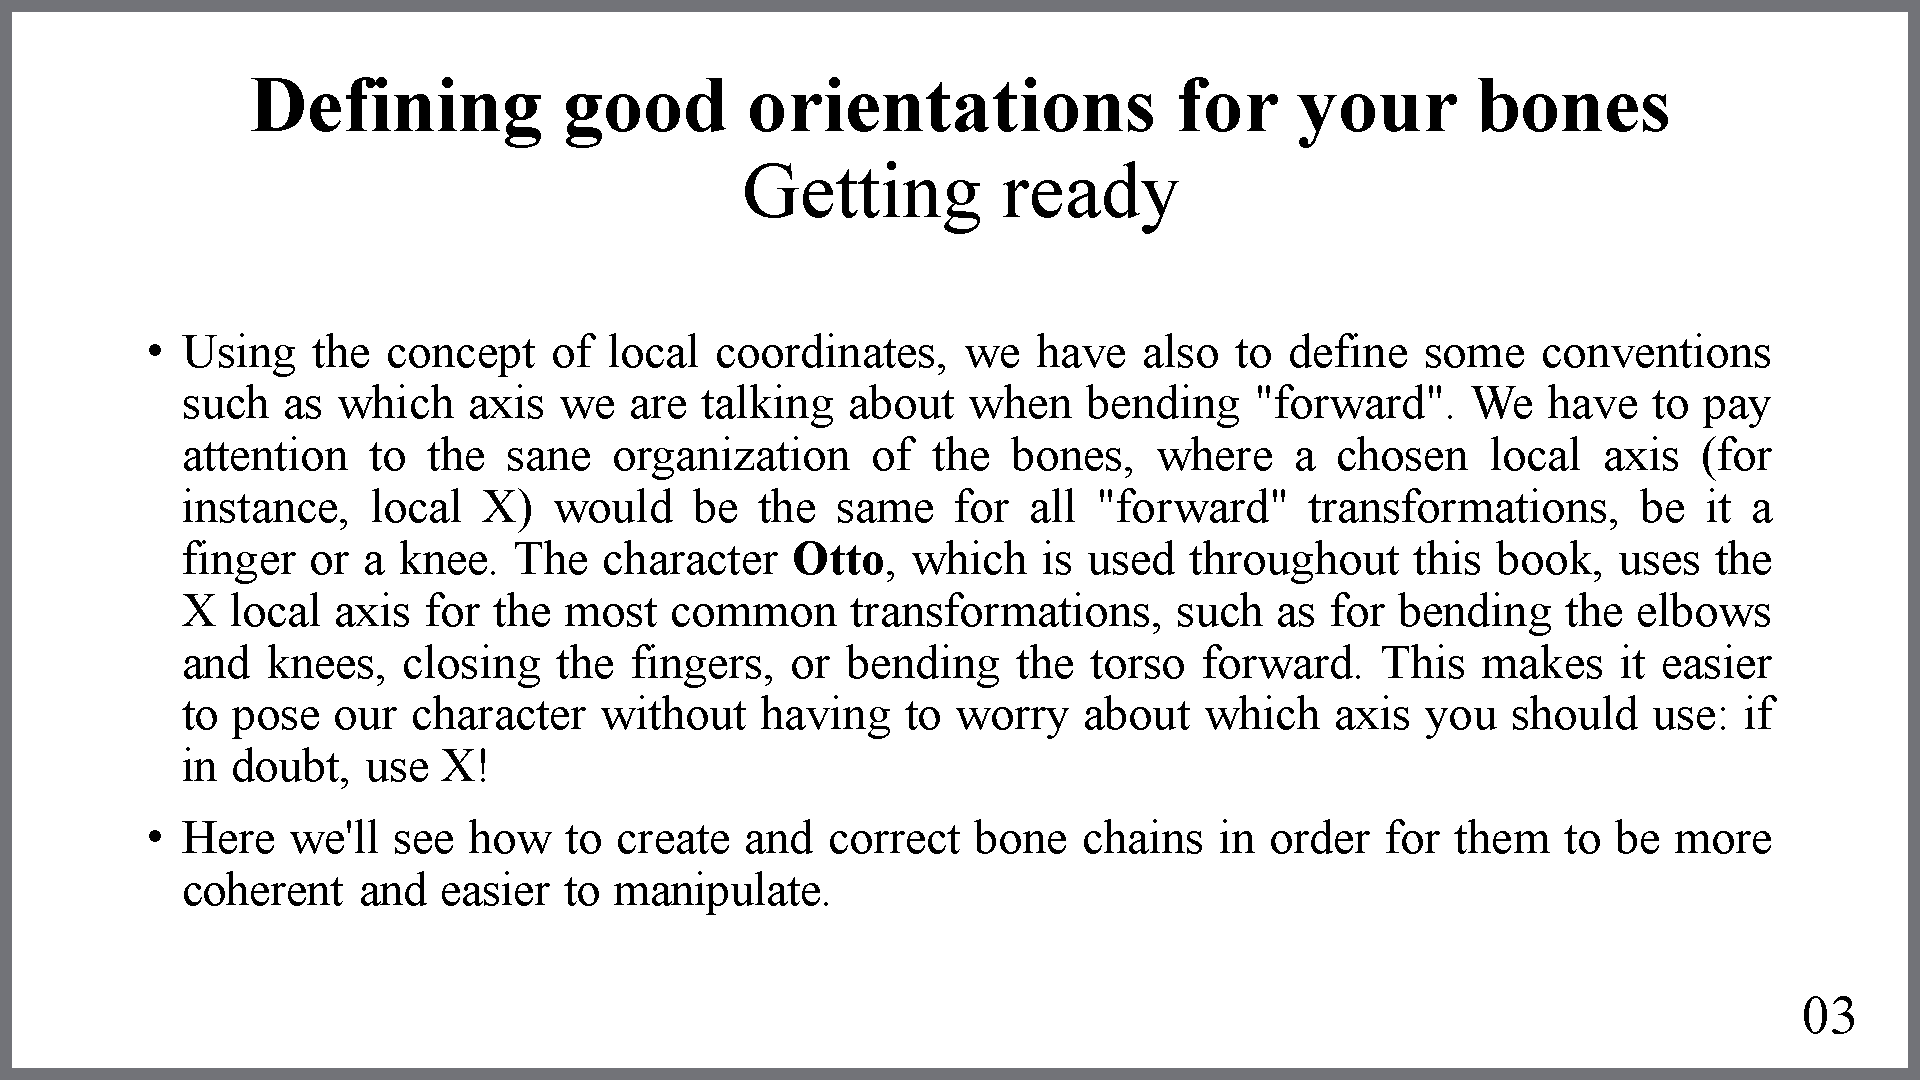 Defining good orientations for your bones
Getting ready
• Using the concept of local coordinates, we have also to define some conventions
such as which axis we are talking about when bending "forward". We have to pay
attention to the sane organization of the bones, where a chosen local axis (for
instance, local X) would be the same for all "forward" transformations, be it a
finger or a knee. The character Otto, which is used throughout this book, uses the
X local axis for the most common transformations, such as for bending the elbows
and knees, closing the fingers, or bending the torso forward. This makes it easier
to pose our character without having to worry about which axis you should use: if
in doubt, use X!
• Here we'll see how to create and correct bone chains in order for them to be more
coherent and easier to manipulate.
03